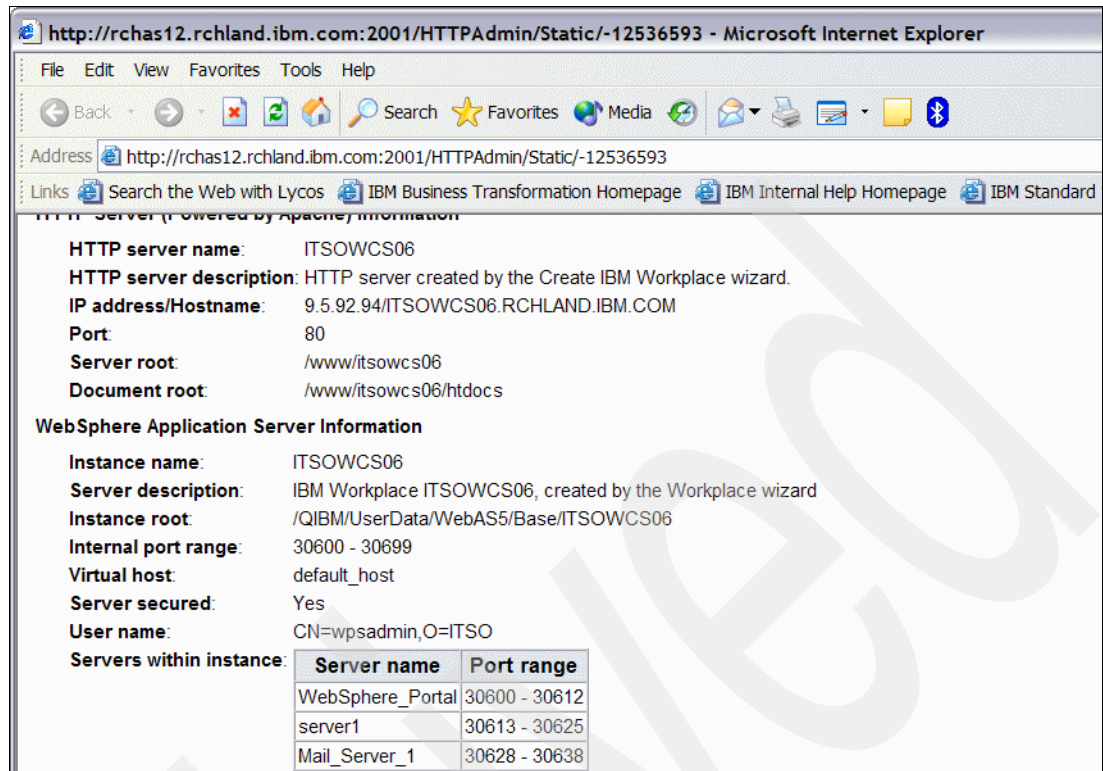 http://rchas12.rchland.ibm.com:2001/HTTPAdmin/Static/-12536593 - Microsoft Internet Explorer
File Edit View Favorites Tools Help
Back Search Favorites Media
Address http://rchas12.rchland.ibm.com:2001/HTTPAdmin/Static/-12536593
Links Search the Web with Lycos IBM Business Transformation Homepage IBM Internal Help Homepage IBM Standard
HTTP Server (Powered by Apache) Information
HTTP server name: ITSOWCS06
HTTP server description: HTTP server created by the Create IBM Workplace wizard.
IP address/Hostname: 9.5.92.94/ITSOWCS06.RCHLAND.IBM.COM
Port: 80
Server root: /www/itsowcs06
Document root: /www/itsowcs06/htdocs
WebSphere Application Server Information
Instance name: ITSOWCS06
Server description: IBM Workplace ITSOWCS06, created by the Workplace wizard
Instance root: /QIBM/UserData/WebAS5/Base/ITSOWCS06
Internal port range: 30600 - 30699
Virtual host: default_host
Server secured: Yes
User name: CN=wpsadmin,O=ITSO
Servers within instance: Server name Port range
WebSphere_Portal 30600 - 30612
server1 30613 - 30625
Mail_Server_1 30628 - 30638